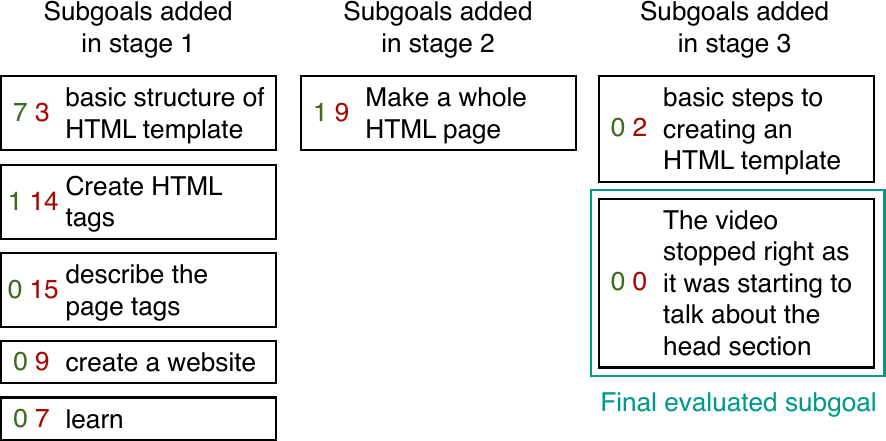 Subgoals added
in stage 1
7 3 basic structure of
HTML template
1 14 Create HTML
tags
0 15 describe the
page tags
0 9 create a website
0 7 learn
Subgoals added
in stage 2
1 9 Make a whole
HTML page
Subgoals added
in stage 3
0 2 basic steps to
creating an
HTML template
0 0 The video
stopped right as
it was starting to
talk about the
head section
Final evaluated subgoal